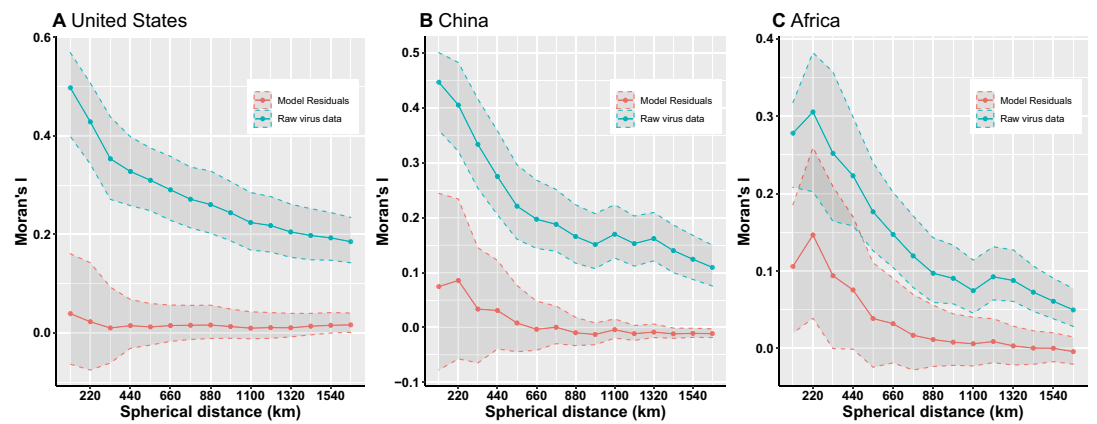 A United States
0.6
0.4
0.2
0.0
Moran's I
Model Residuals
Raw virus data
220 440 660 880 1100 1320 1540
Spherical distance (km)
B China
0.5
0.4
0.3
0.2
0.1
0.0
−0.1
Moran's I
Model Residuals
Raw virus data
220 440 660 880 1100 1320 1540
Spherical distance (km)
C Africa
0.4
0.3
0.2
0.1
0.0
Moran's I
Model Residuals
Raw virus data
220 440 660 880 1100 1320 1540
Spherical distance (km)